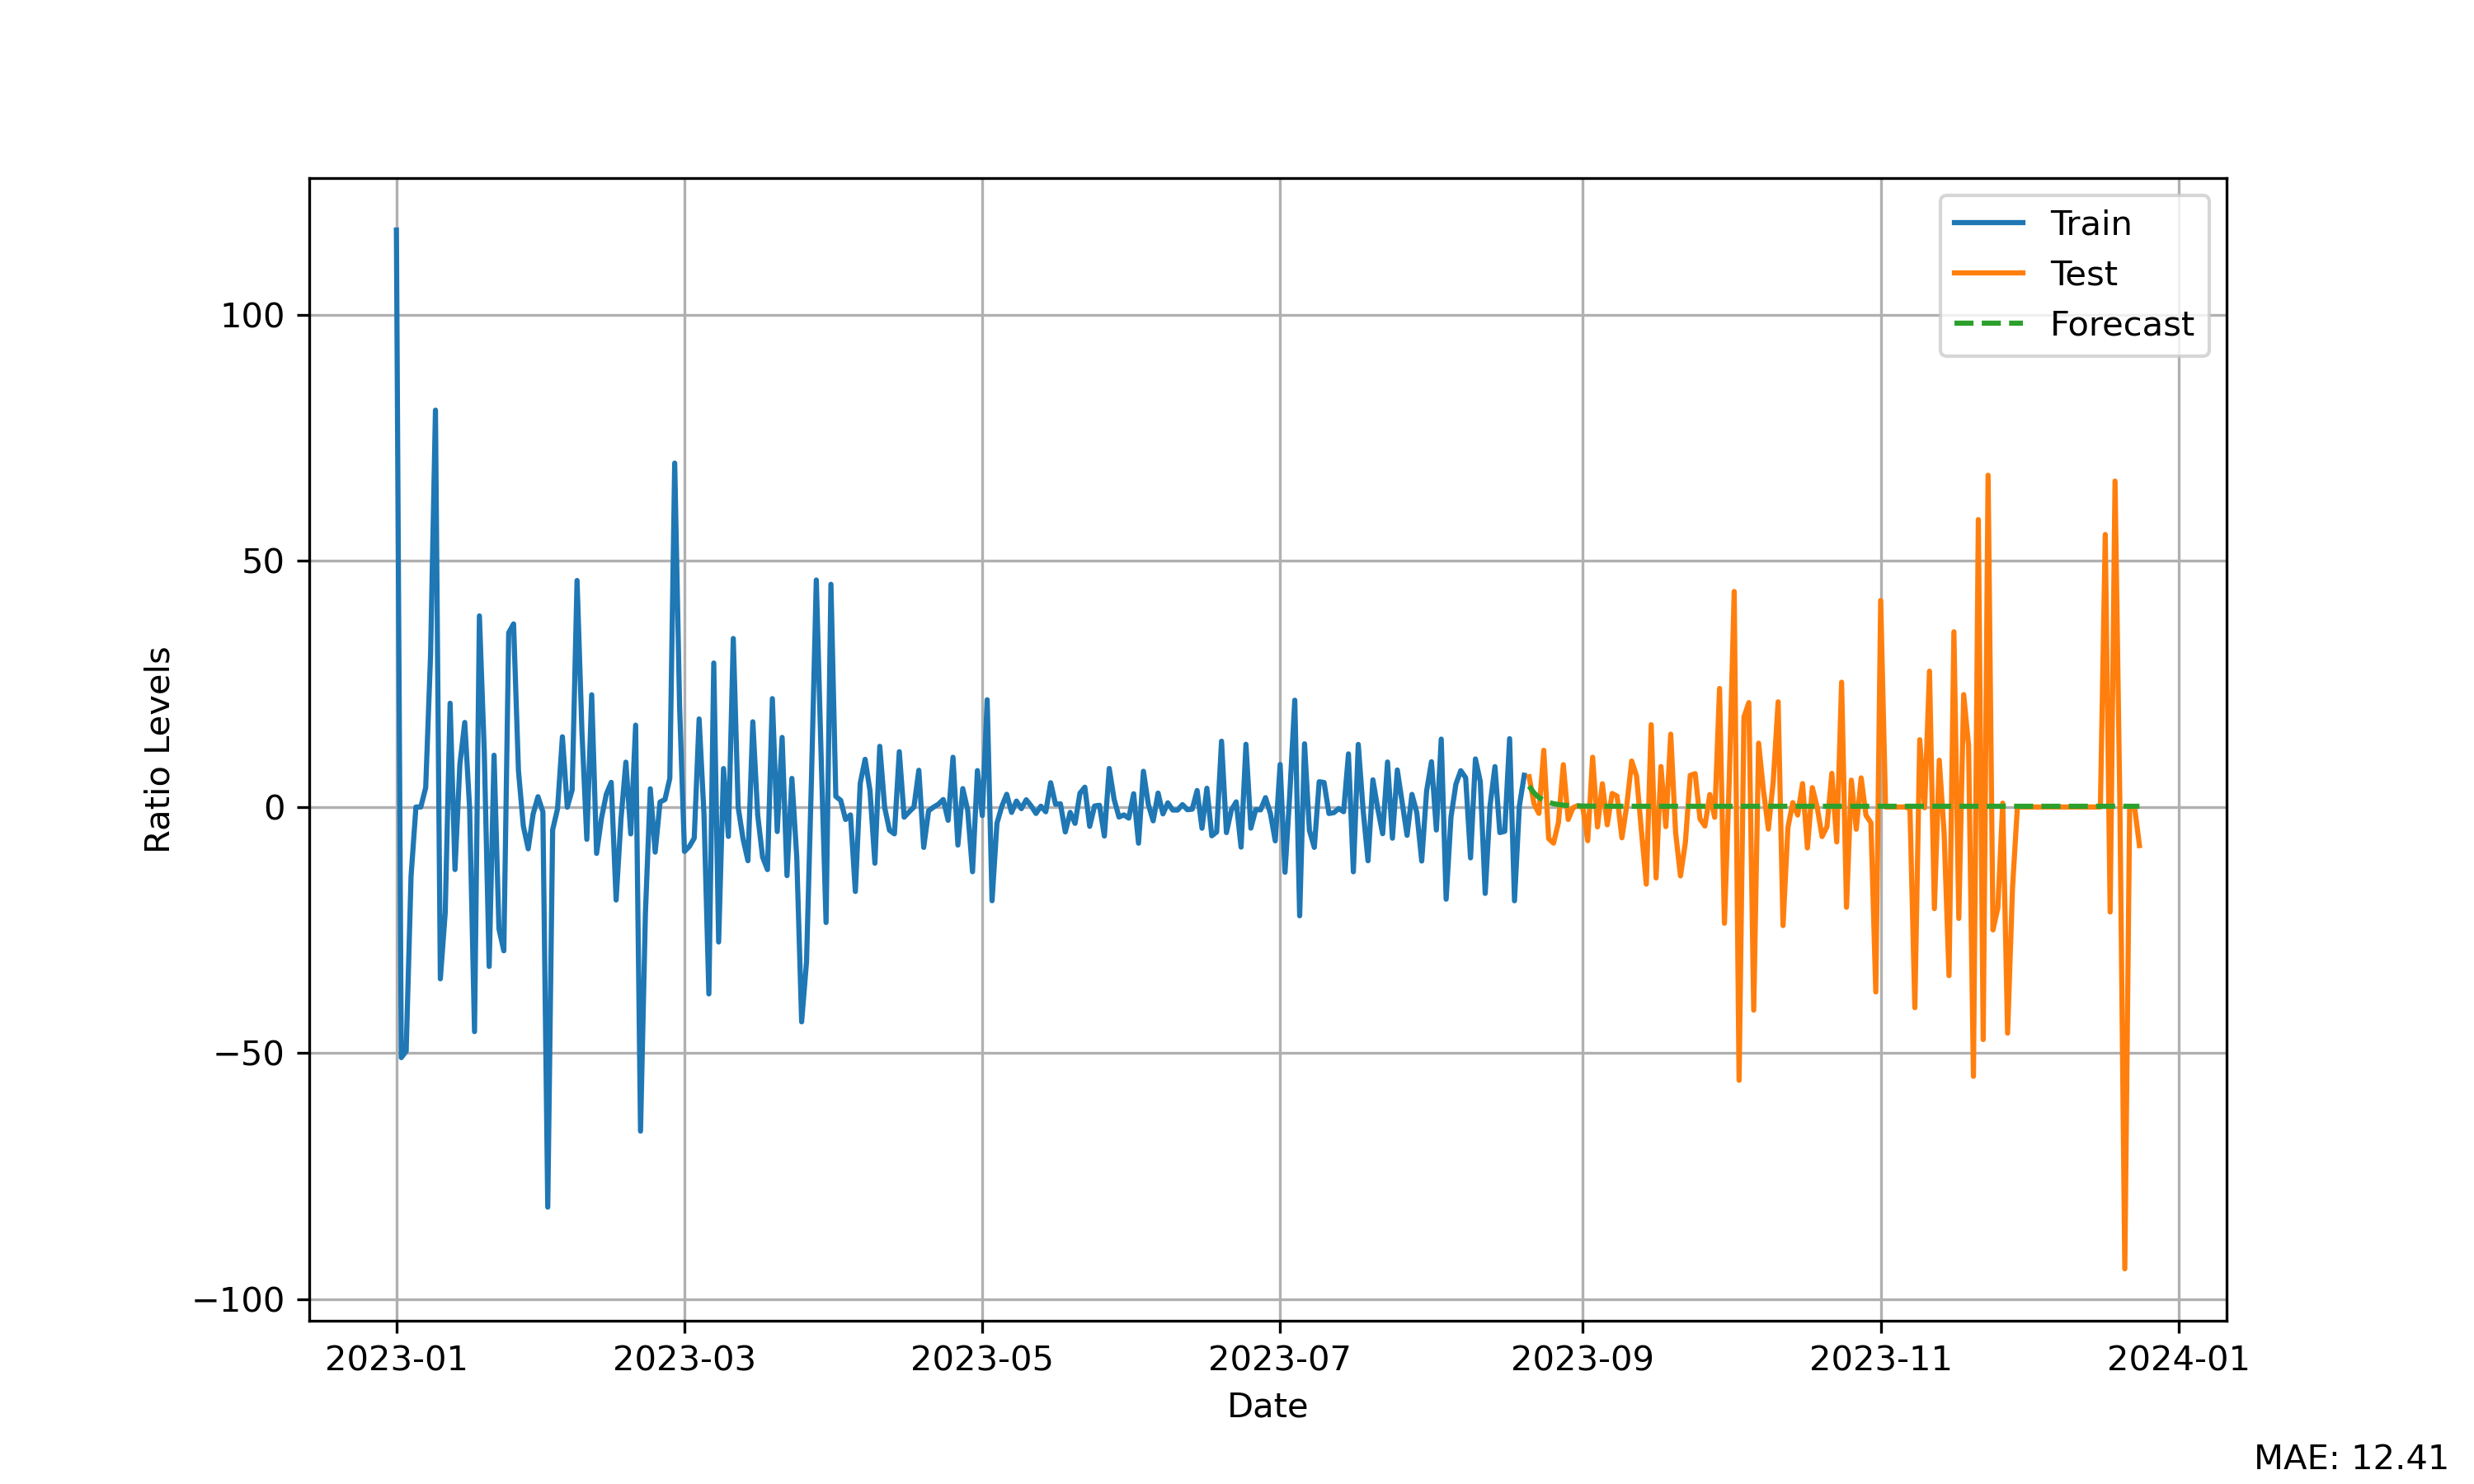 Train
Test
Forecast
100
50
0
−50
−100
Ratio Levels
2023-01
2023-03
2023-05
2023-07
2023-09
2023-11
2024-01
Date
MAE: 12.41